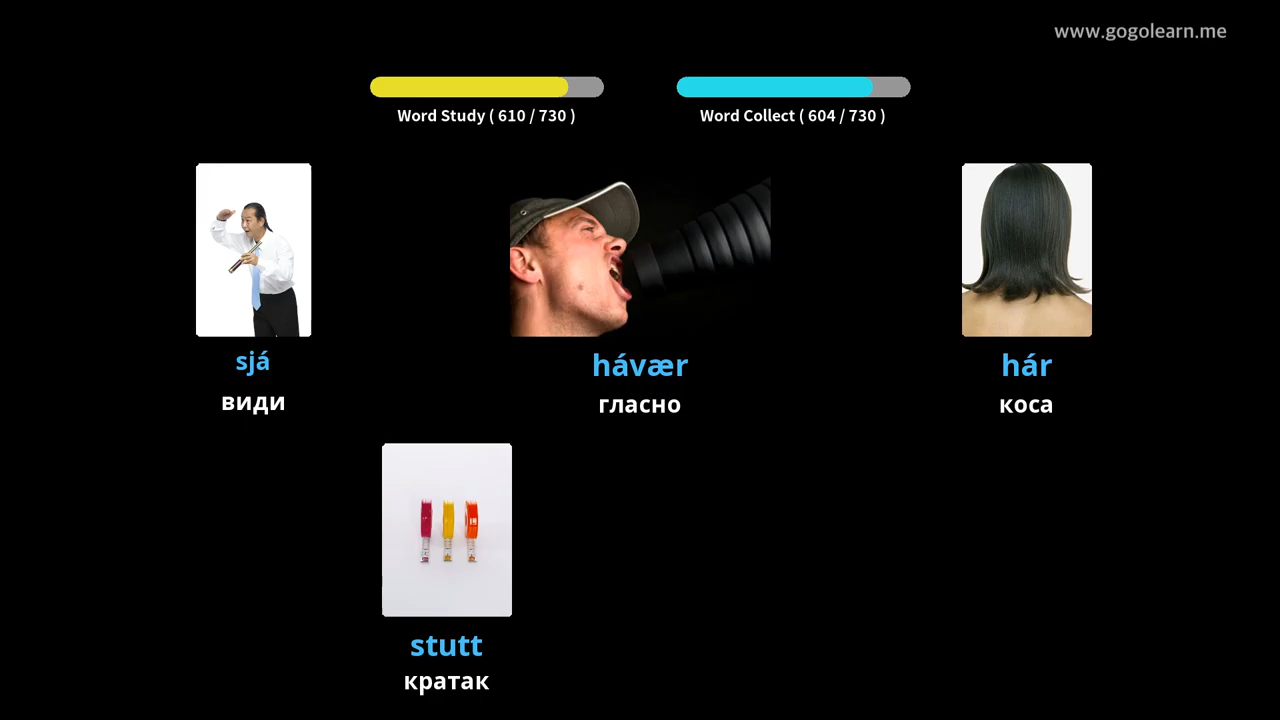 www.gogolearn.me
Word Study ( 610 / 730 )
Word Collect ( 604 / 730 )
sjá
види
hávær
гласно
hár
коса
stutt
кратак